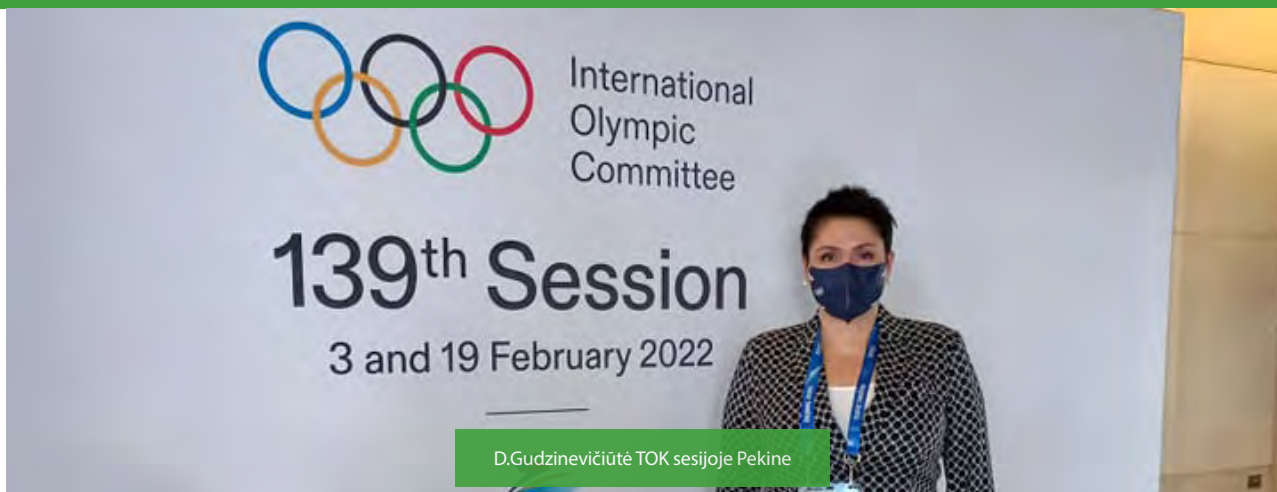 International
Olympic
Committee
139th Session
3 and 19 February 2022
D.Gudzinevičiūtė TOK sesijoje Pekine